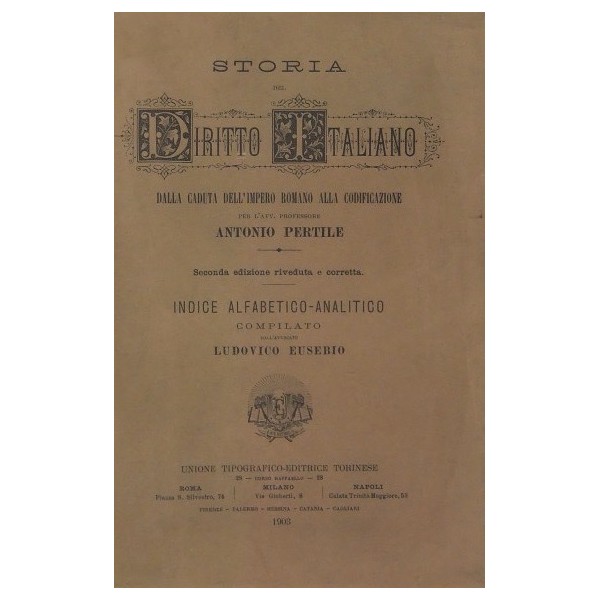 STORIA
DEL
DIRITTO ITALIANO
DALLA CADUTA DELL'IMPERO ROMANO ALLA CODIFICAZIONE
PER L'AVV. PROFESSORE
ANTONIO PERTILE
Seconda edizione riveduta e corretta.
INDICE ALFABETICO-ANALITICO
COMPILATO
DALL'AVVOCATO
LUDOVICO EUSEBIO
UNIONE TIPOGRAFICO-EDITRICE TORINESE
28 — CORSO RAFFAELLO — 28
ROMA MILANO NAPOLI
Piazza S. Silvestro, 75 Via Gioberti, 6 Calata Trinità Maggiore, 53
FIRENZE - PALERMO - MESSINA - CATANIA - CAGLIARI
1903